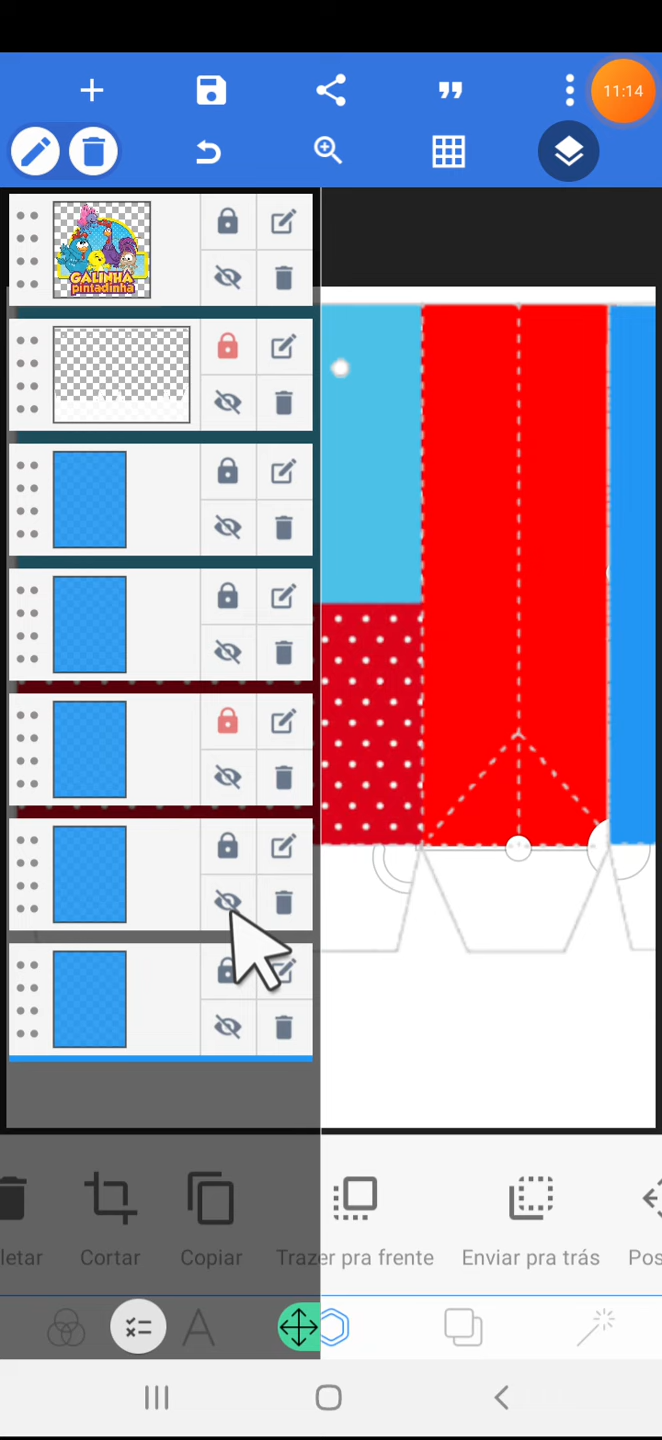 11:14
GALINHA
pintadinha
letar
Cortar
Copiar
Trazer pra frente
Enviar pra trás
Pos